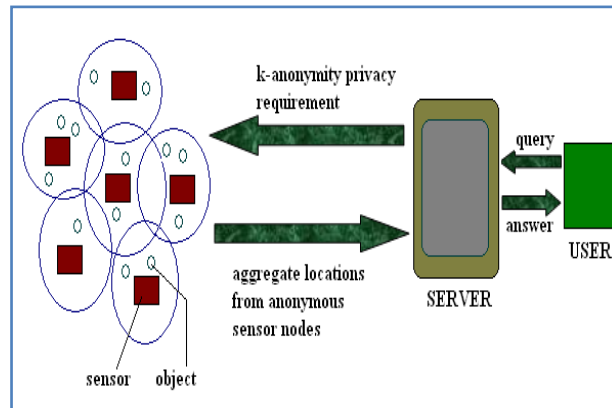 k-anonymity privacy
requirement
query
answer
USER
aggregate locations
from anonymous
sensor nodes
SERVER
sensor
object